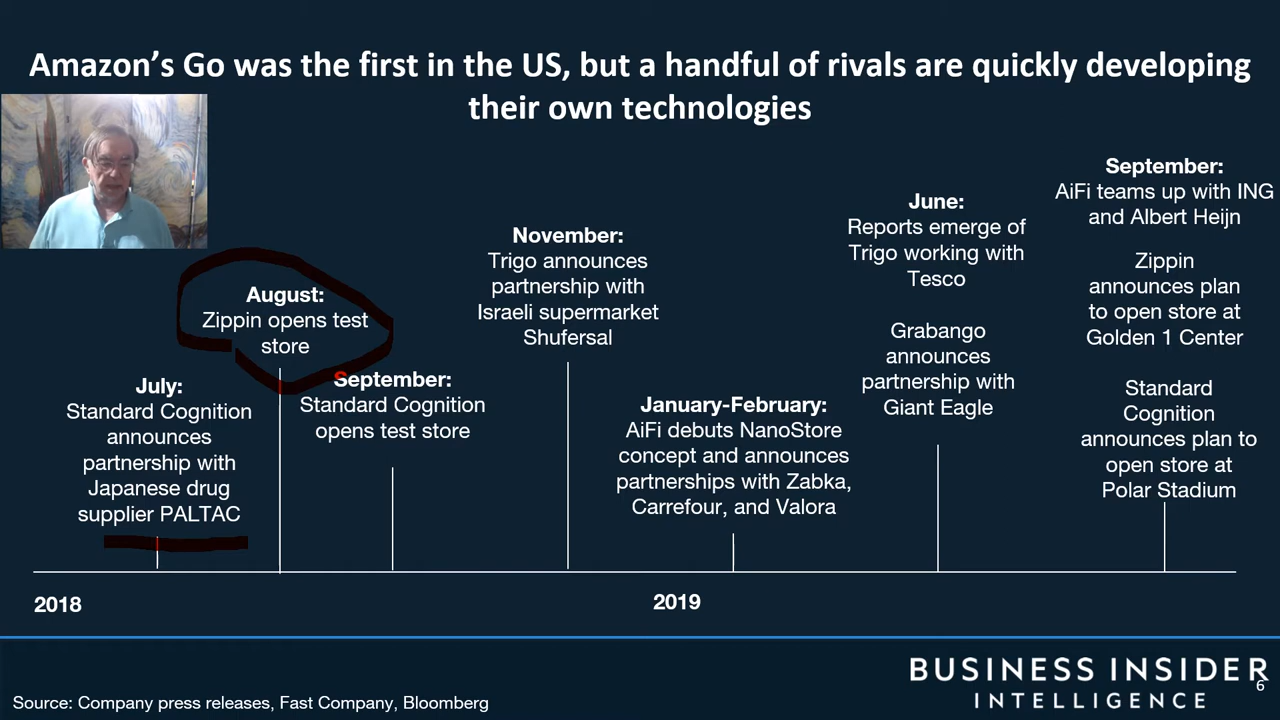 Amazon’s Go was the first in the US, but a handful of rivals are quickly developing
their own technologies
July:
Standard Cognition
announces
partnership with
Japanese drug
supplier PALTAC
August:
Zippin opens test
store
September:
Standard Cognition
opens test store
November:
Trigo announces
partnership with
Israeli supermarket
Shufersal
January-February:
AiFi debuts NanoStore
concept and announces
partnerships with Zabka,
Carrefour, and Valora
June:
Reports emerge of
Trigo working with
Tesco
Grabango
announces
partnership with
Giant Eagle
September:
AiFi teams up with ING
and Albert Heijn
Zippin
announces plan
to open store at
Golden 1 Center
Standard
Cognition
announces plan to
open store at
Polar Stadium
2018
2019
BUSINESS INSIDER
INTELLIGENCE
6
Source: Company press releases, Fast Company, Bloomberg